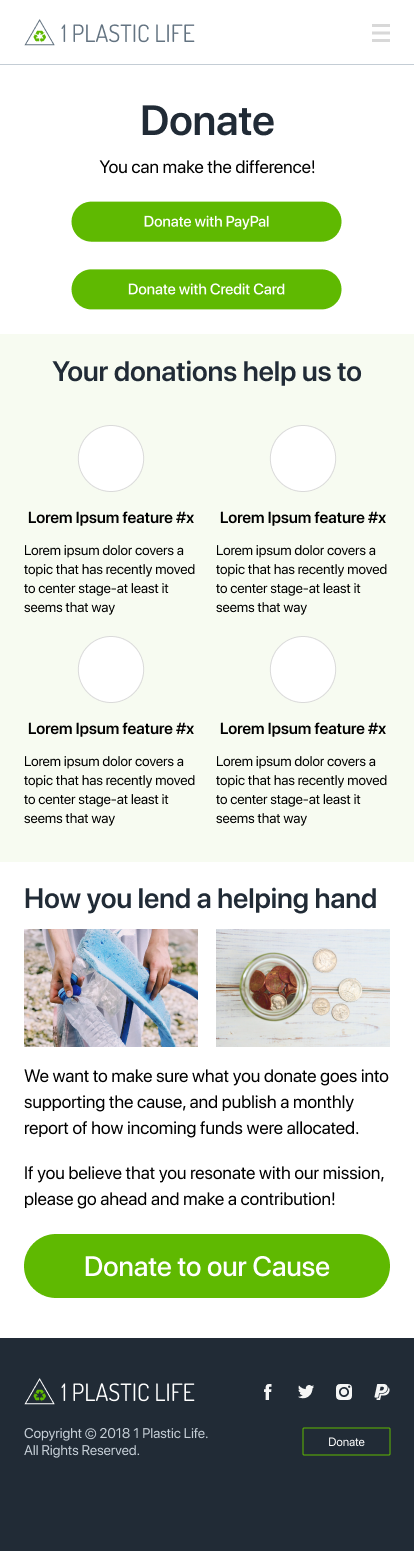 1 PLASTIC LIFE
Donate
You can make the difference!
Donate with PayPal
Donate with Credit Card
Your donations help us to
Lorem Ipsum feature #x
Lorem ipsum dolor covers a
topic that has recently moved
to center stage–at least it
seems that way
Lorem Ipsum feature #x
Lorem ipsum dolor covers a
topic that has recently moved
to center stage–at least it
seems that way
Lorem Ipsum feature #x
Lorem ipsum dolor covers a
topic that has recently moved
to center stage–at least it
seems that way
Lorem Ipsum feature #x
Lorem ipsum dolor covers a
topic that has recently moved
to center stage–at least it
seems that way
How you lend a helping hand
We want to make sure what you donate goes into
supporting the cause, and publish a monthly
report of how incoming funds were allocated.
If you believe that you resonate with our mission,
please go ahead and make a contribution!
Donate to our Cause
1 PLASTIC LIFE
Copyright © 2018 1 Plastic Life.
All Rights Reserved.
Donate